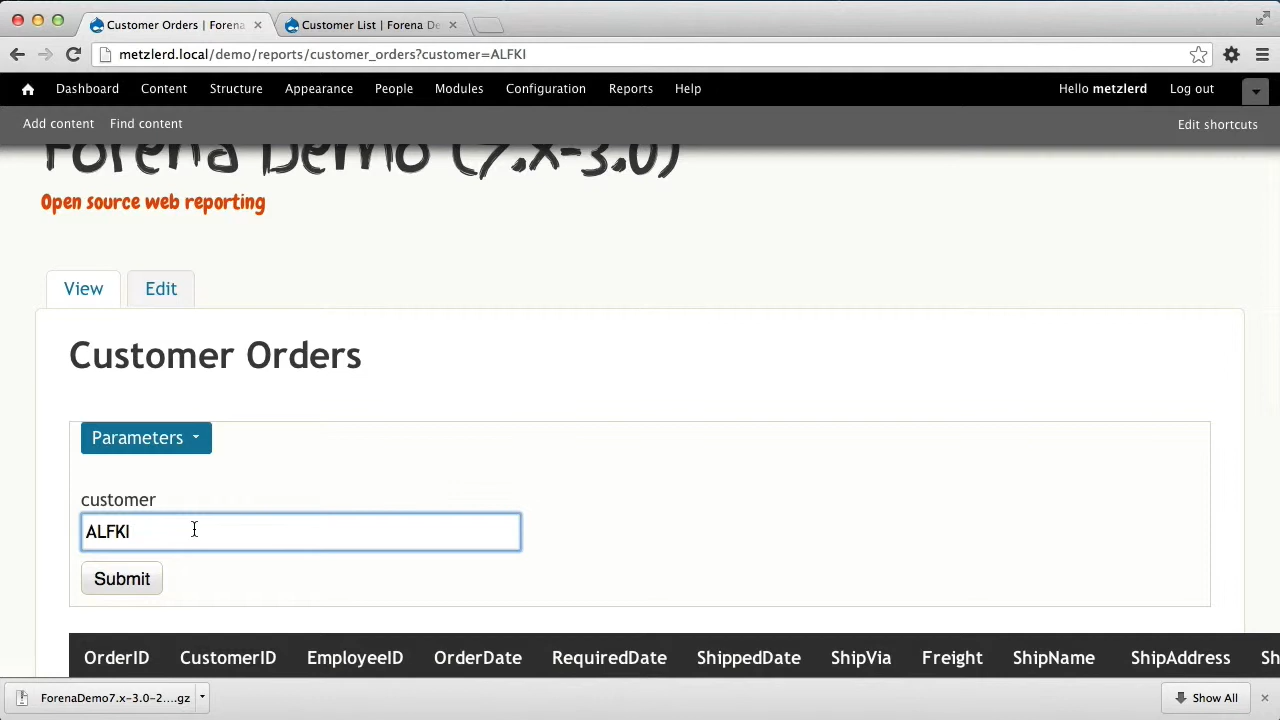 Customer Orders | Forena
Customer List | Forena De
metzlerd.local/demo/reports/customer_orders?customer=ALFKI
Dashboard Content Structure Appearance People Modules Configuration Reports Help Hello metzlerd Log out
Add content Find content Edit shortcuts
Forena Demo (7.x-3.0)
Open source web reporting
View Edit
Customer Orders
Parameters
customer
ALFKI
Submit
OrderID CustomerID EmployeeID OrderDate RequiredDate ShippedDate ShipVia Freight ShipName ShipAddress Sh
ForenaDemo7.x-3.0-2....gz Show All